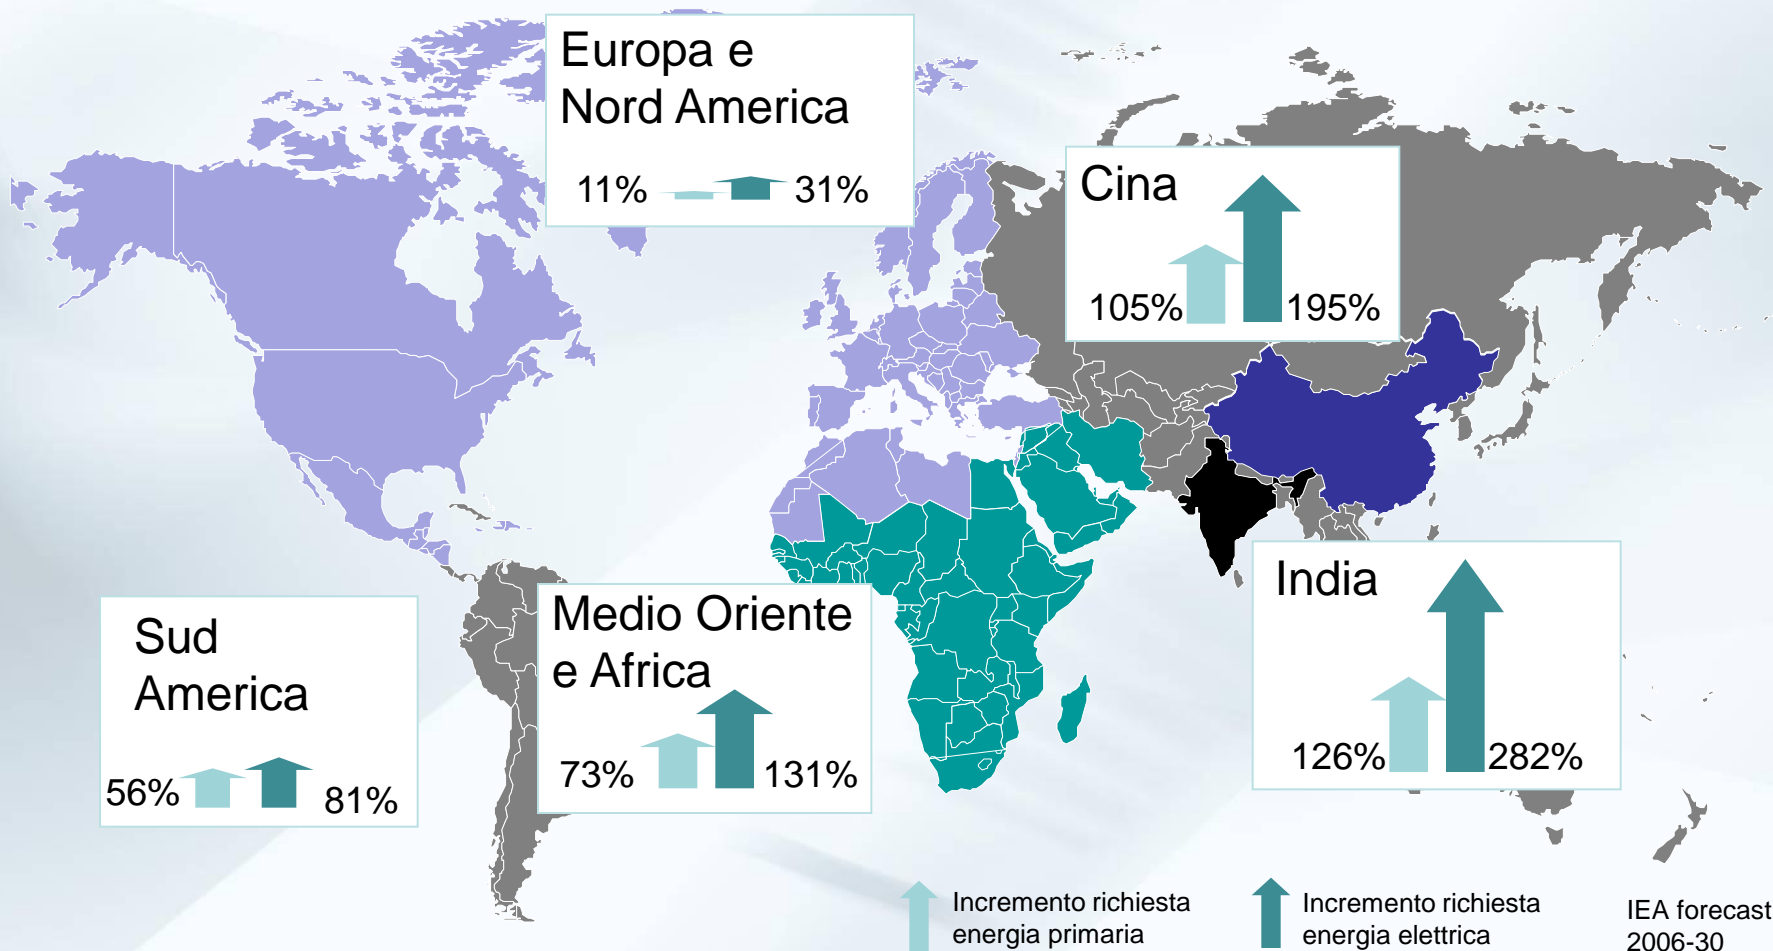 Europa e
Nord America
11% 31%
Cina
105% 195%
Sud
America
56% 81%
Medio Oriente
e Africa
73% 131%
India
126% 282%
Incremento richiesta
energia primaria
Incremento richiesta
energia elettrica
IEA forecast
2006-30